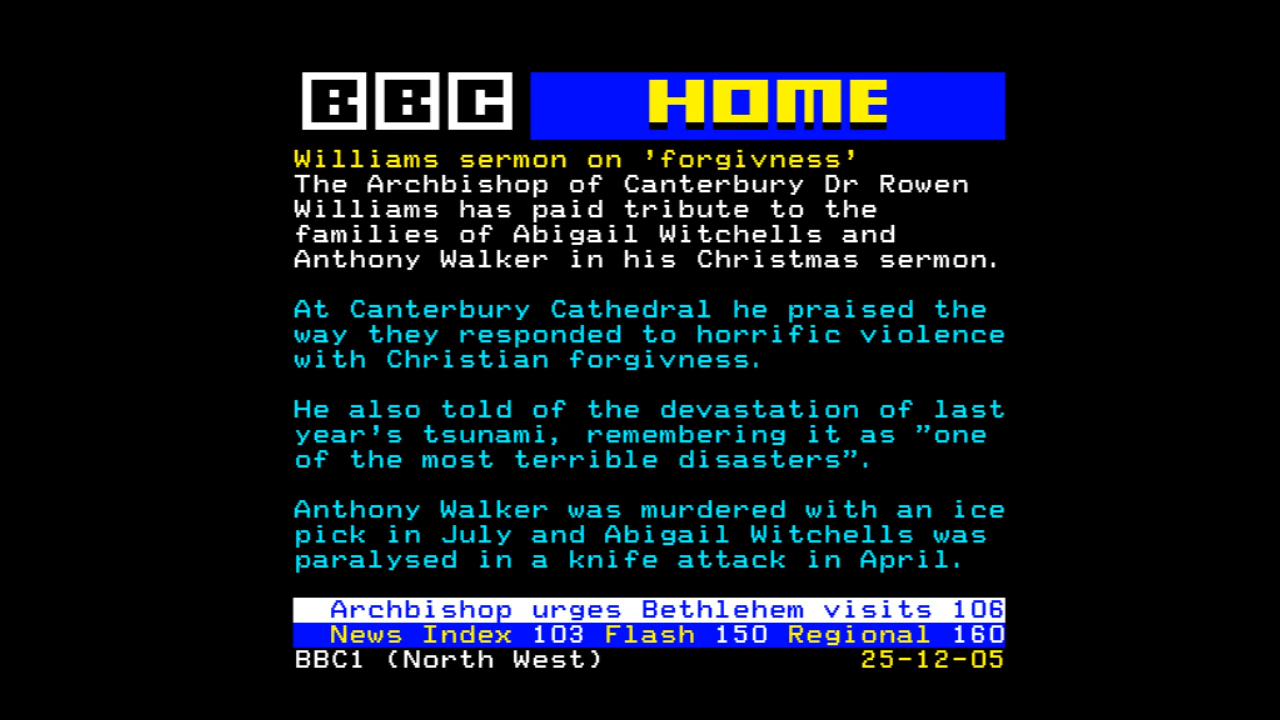 BBC HOME
Williams sermon on 'forgivness'
The Archbishop of Canterbury Dr Rowen
Williams has paid tribute to the
families of Abigail Witchells and
Anthony Walker in his Christmas sermon.
At Canterbury Cathedral he praised the
way they responded to horrific violence
with Christian forgivness.
He also told of the devastation of last
year's tsunami, remembering it as "one
of the most terrible disasters".
Anthony Walker was murdered with an ice
pick in July and Abigail Witchells was
paralysed in a knife attack in April.
Archbishop urges Bethlehem visits 106
News Index 103 Flash 150 Regional 160
BBC1 (North West) 25-12-05